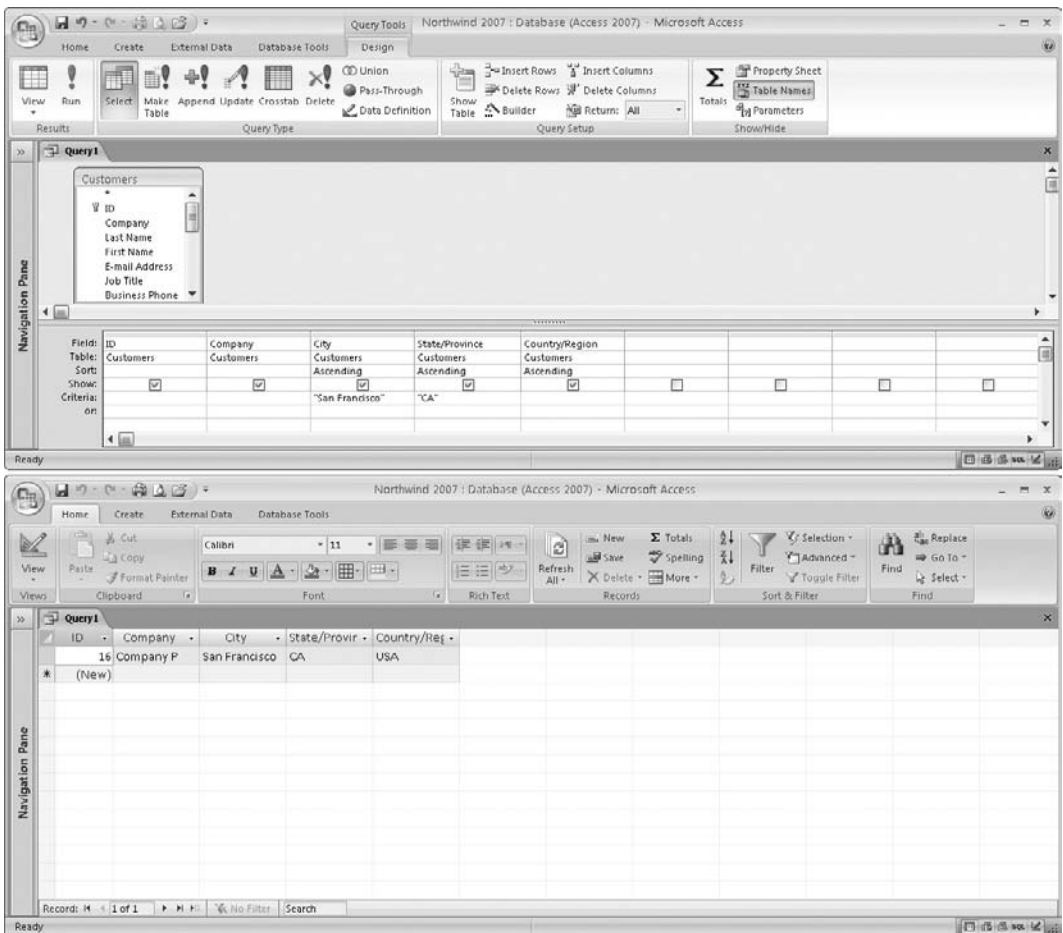 Query Tools Northwind 2007 : Database (Access 2007) - Microsoft Access
Home Create External Data Database Tools Design
View Run
Select Make Table Append Update Crosstab Delete
Union
Pass-Through
Data Definition
Show Table
Insert Rows Insert Columns
Delete Rows Delete Columns
Builder Return: All
Totals
Property Sheet
Table Names
Parameters
Results Query Type Query Setup Show/Hide
Query1
Navigation Pane
Customers
*
ID
Company
Last Name
First Name
E-mail Address
Job Title
Business Phone
Field: ID Company City State/Province Country/Region
Table: Customers Customers Customers Customers Customers
Sort: Ascending Ascending Ascending
Show:
Criteria: "San Francisco" "CA"
or:
Ready SQL
Northwind 2007 : Database (Access 2007) - Microsoft Access
Home Create External Data Database Tools
View
Paste
Cut
Copy
Format Painter
Calibri 11
B I U A
Refresh All
New Totals
Save Spelling
Delete More
Filter
Selection
Advanced
Toggle Filter
Find
Replace
Go To
Select
Views Clipboard Font Rich Text Records Sort & Filter Find
Query1
Navigation Pane
ID Company City State/Provir Country/Reg
16 Company P San Francisco CA USA
* (New)
Record: 1 of 1 No Filter Search
Ready SQL